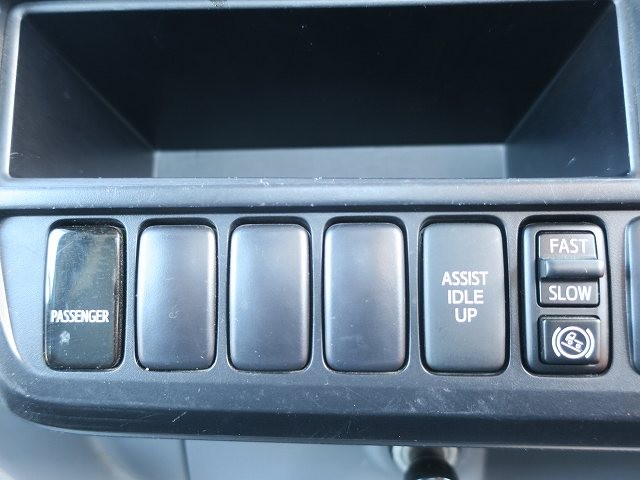 PASSENGER
ASSIST
IDLE
UP
FAST
SLOW